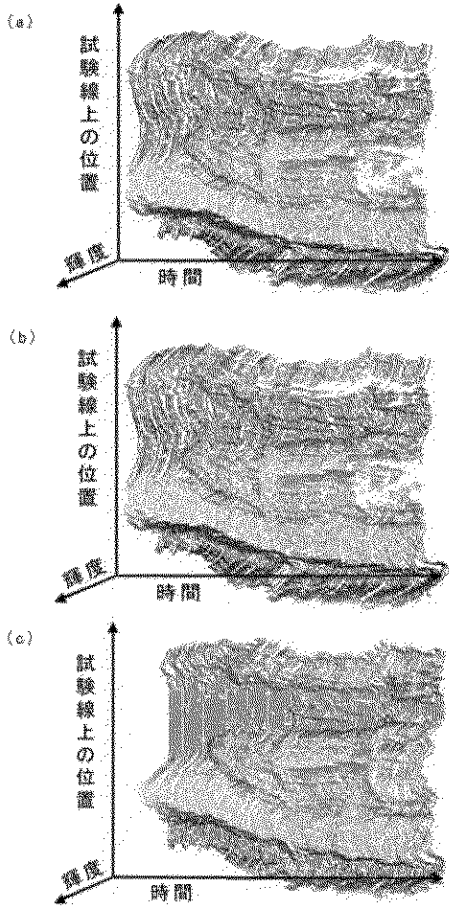 (a)
試験線上の位置
輝度
時間
(b)
試験線上の位置
輝度
時間
(c)
試験線上の位置
輝度
時間